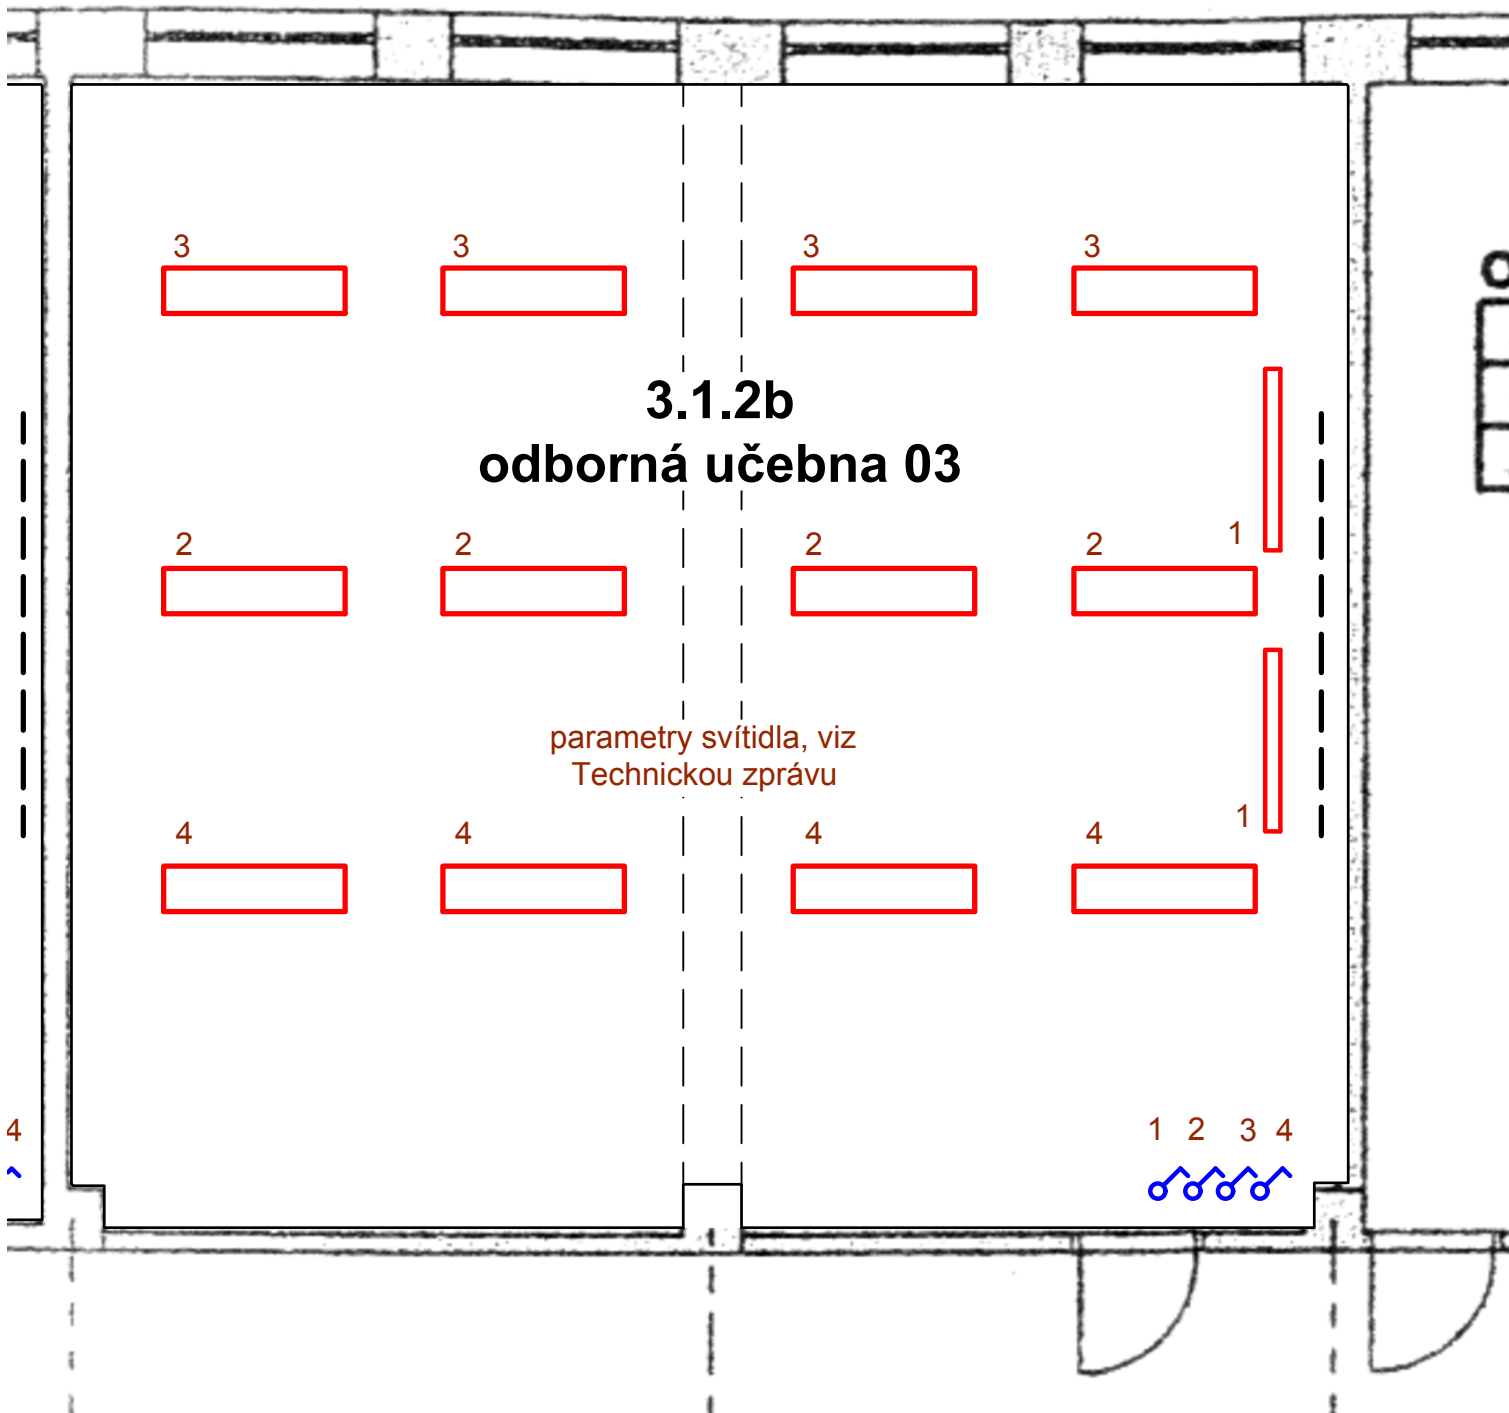 3 3 3 3
3.1.2b
odborná učebna 03
1
2 2 2 2
parametry svítidla, viz
Technickou zprávu
1
4 4 4 4
4
1 2 3 4